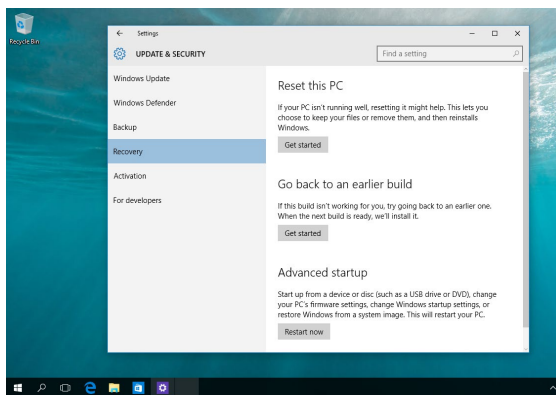 Recycle Bin
Settings
UPDATE & SECURITY
Find a setting
Windows Update
Windows Defender
Backup
Recovery
Activation
For developers
Reset this PC
If your PC isn't running well, resetting it might help. This lets you
choose to keep your files or remove them, and then reinstalls
Windows.
Get started
Go back to an earlier build
If this build isn't working for you, try going back to an earlier one.
When the next build is ready, we'll install it.
Get started
Advanced startup
Start up from a device or disc (such as a USB drive or DVD), change
your PC's firmware settings, change Windows startup settings, or
restore Windows from a system image. This will restart your PC.
Restart now